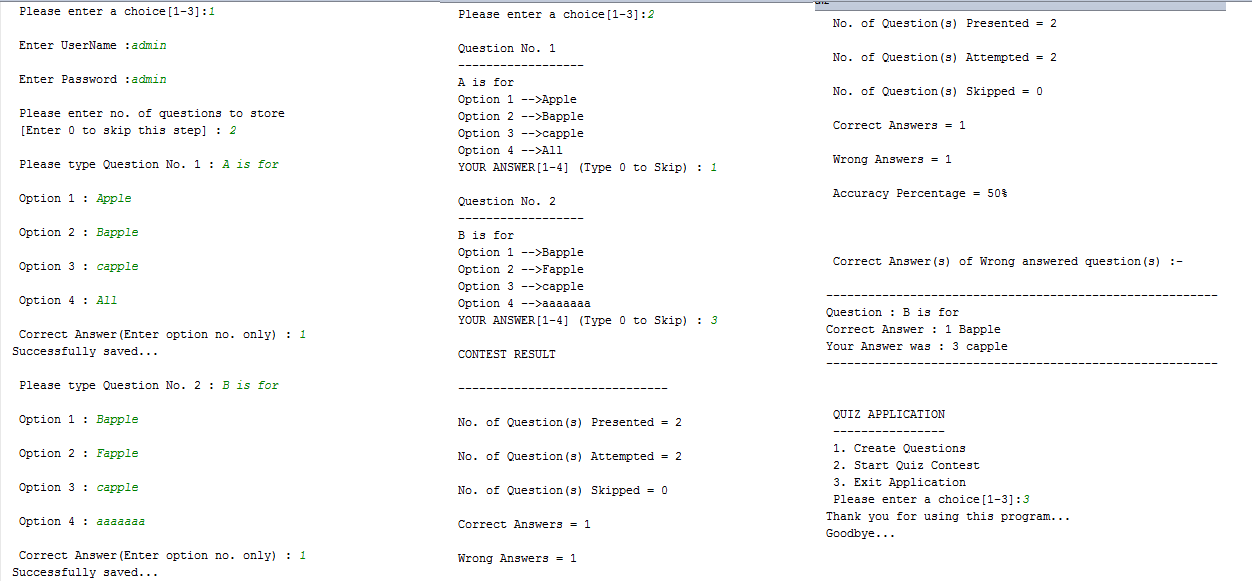 Please enter a choice[1-3]:1
Enter UserName :admin
Enter Password :admin
Please enter no. of questions to store
[Enter 0 to skip this step] : 2
Please type Question No. 1 : A is for
Option 1 : Apple
Option 2 : Bapple
Option 3 : capple
Option 4 : All
Correct Answer(Enter option no. only) : 1
Successfully saved...
Please type Question No. 2 : B is for
Option 1 : Bapple
Option 2 : Fapple
Option 3 : capple
Option 4 : aaaaaaa
Correct Answer(Enter option no. only) : 1
Successfully saved...
Please enter a choice[1-3]:2
Question No. 1
------------------
A is for
Option 1 -->Apple
Option 2 -->Bapple
Option 3 -->capple
Option 4 -->All
YOUR ANSWER[1-4] (Type 0 to Skip) : 1
Question No. 2
------------------
B is for
Option 1 -->Bapple
Option 2 -->Fapple
Option 3 -->capple
Option 4 -->aaaaaaa
YOUR ANSWER[1-4] (Type 0 to Skip) : 3
CONTEST RESULT
------------------------------
No. of Question(s) Presented = 2
No. of Question(s) Attempted = 2
No. of Question(s) Skipped = 0
Correct Answers = 1
Wrong Answers = 1
No. of Question(s) Presented = 2
No. of Question(s) Attempted = 2
No. of Question(s) Skipped = 0
Correct Answers = 1
Wrong Answers = 1
Accuracy Percentage = 50%
Correct Answer(s) of Wrong answered question(s) :-
--------------------------------------------------------
Question : B is for
Correct Answer : 1 Bapple
Your Answer was : 3 capple
--------------------------------------------------------
QUIZ APPLICATION
----------------
1. Create Questions
2. Start Quiz Contest
3. Exit Application
Please enter a choice[1-3]:3
Thank you for using this program...
Goodbye...